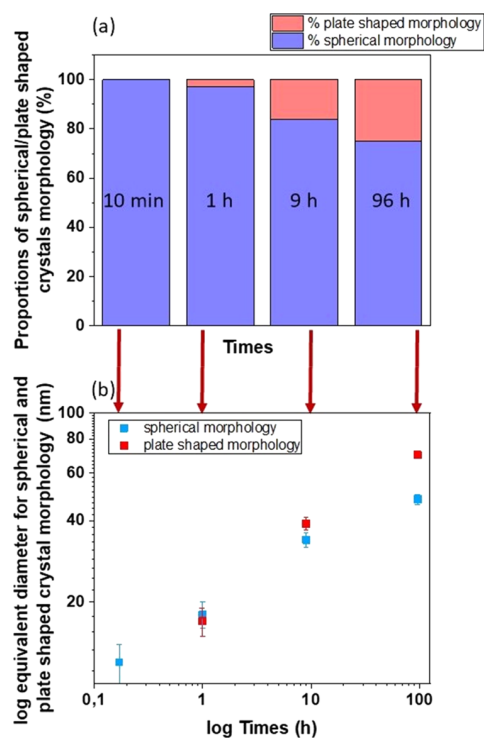 (a)
% plate shaped morphology
% spherical morphology
Proportions of spherical/plate shaped
crystals morphology (%)
100
80
60
40
20
0
10 min
1 h
9 h
96 h
Times
(b)
log equivalent diameter for spherical and
plate shaped crystal morphology (nm)
100
80
60
40
20
spherical morphology
plate shaped morphology
0,1
1
10
100
log Times (h)